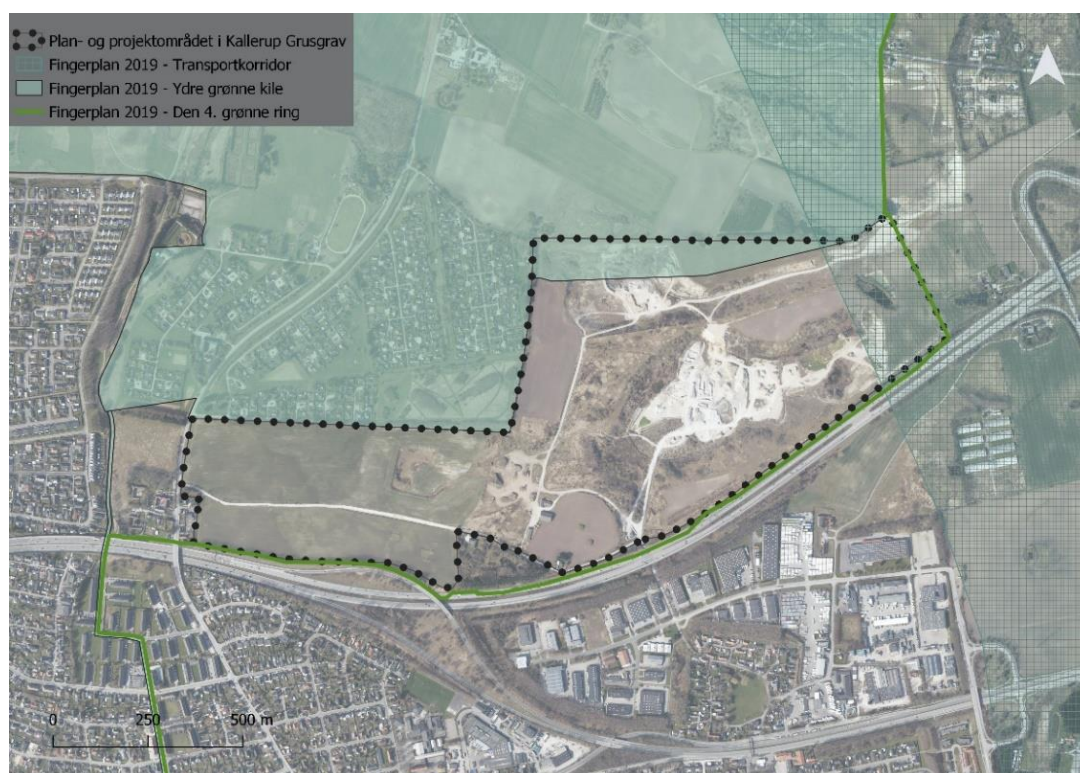 Plan- og projektområdet i Kallerup Grusgrav
Fingerplan 2019 - Transportkorridor
Fingerplan 2019 - Ydre grønne kile
Fingerplan 2019 - Den 4. grønne ring
0 250 500 m